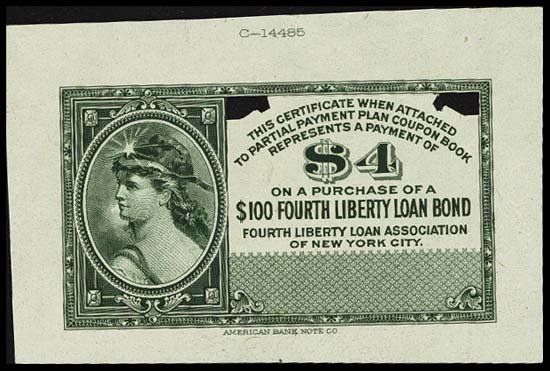 C-14485
THIS CERTIFICATE WHEN ATTACHED
TO PARTIAL PAYMENT PLAN COUPON BOOK
REPRESENTS A PAYMENT OF
$4
ON A PURCHASE OF A
$100 FOURTH LIBERTY LOAN BOND
FOURTH LIBERTY LOAN ASSOCIATION
OF NEW YORK CITY.
AMERICAN BANK NOTE CO.